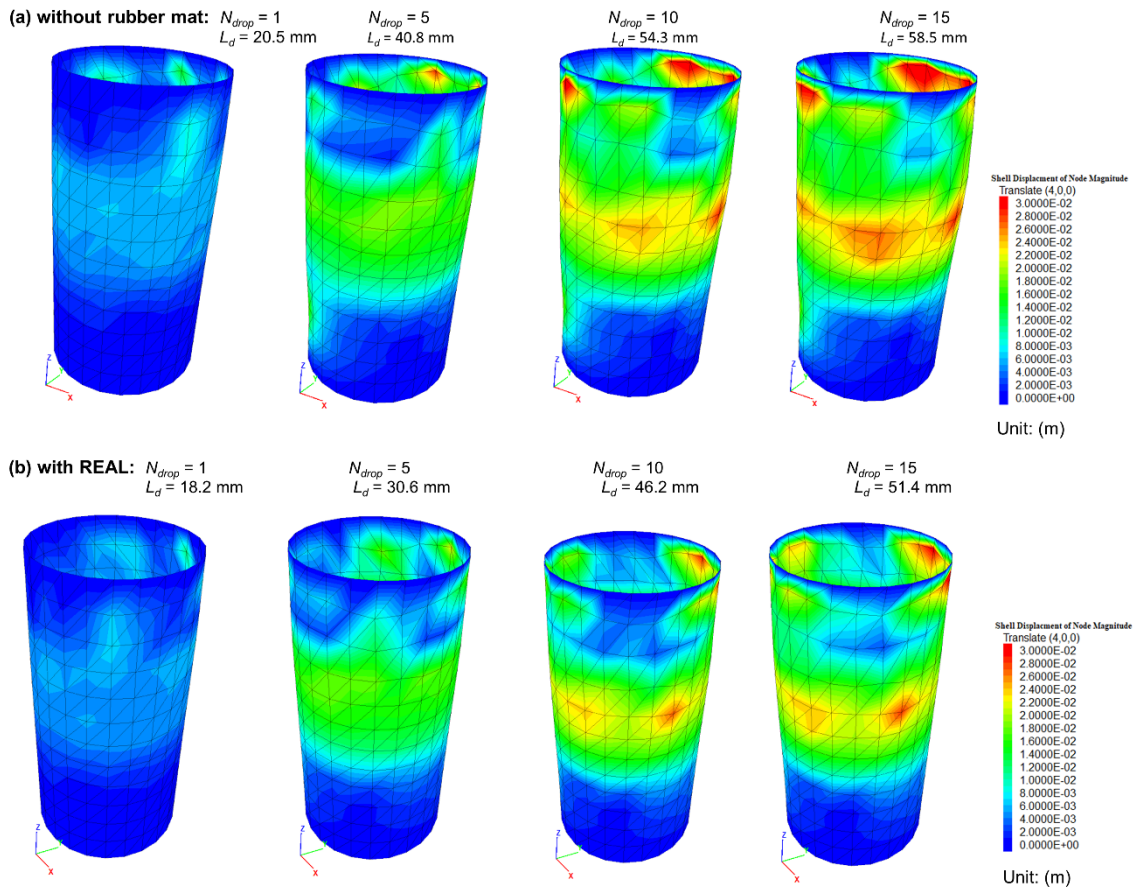 (a) without rubber mat:
N_drop = 1
L_d = 20.5 mm
N_drop = 5
L_d = 40.8 mm
N_drop = 10
L_d = 54.3 mm
N_drop = 15
L_d = 58.5 mm
Shell Displacment of Node Magnitude
Translate (4,0,0)
3.0000E-02
2.8000E-02
2.6000E-02
2.4000E-02
2.2000E-02
2.0000E-02
1.8000E-02
1.6000E-02
1.4000E-02
1.2000E-02
1.0000E-02
8.0000E-03
6.0000E-03
4.0000E-03
2.0000E-03
0.0000E+00
Unit: (m)
Z
Y
X
Z
Y
X
Z
Y
X
Z
Y
X
(b) with REAL:
N_drop = 1
L_d = 18.2 mm
N_drop = 5
L_d = 30.6 mm
N_drop = 10
L_d = 46.2 mm
N_drop = 15
L_d = 51.4 mm
Shell Displacment of Node Magnitude
Translate (4,0,0)
3.0000E-02
2.8000E-02
2.6000E-02
2.4000E-02
2.2000E-02
2.0000E-02
1.8000E-02
1.6000E-02
1.4000E-02
1.2000E-02
1.0000E-02
8.0000E-03
6.0000E-03
4.0000E-03
2.0000E-03
0.0000E+00
Unit: (m)
Z
Y
X
Z
Y
X
Z
Y
X
Z
Y
X